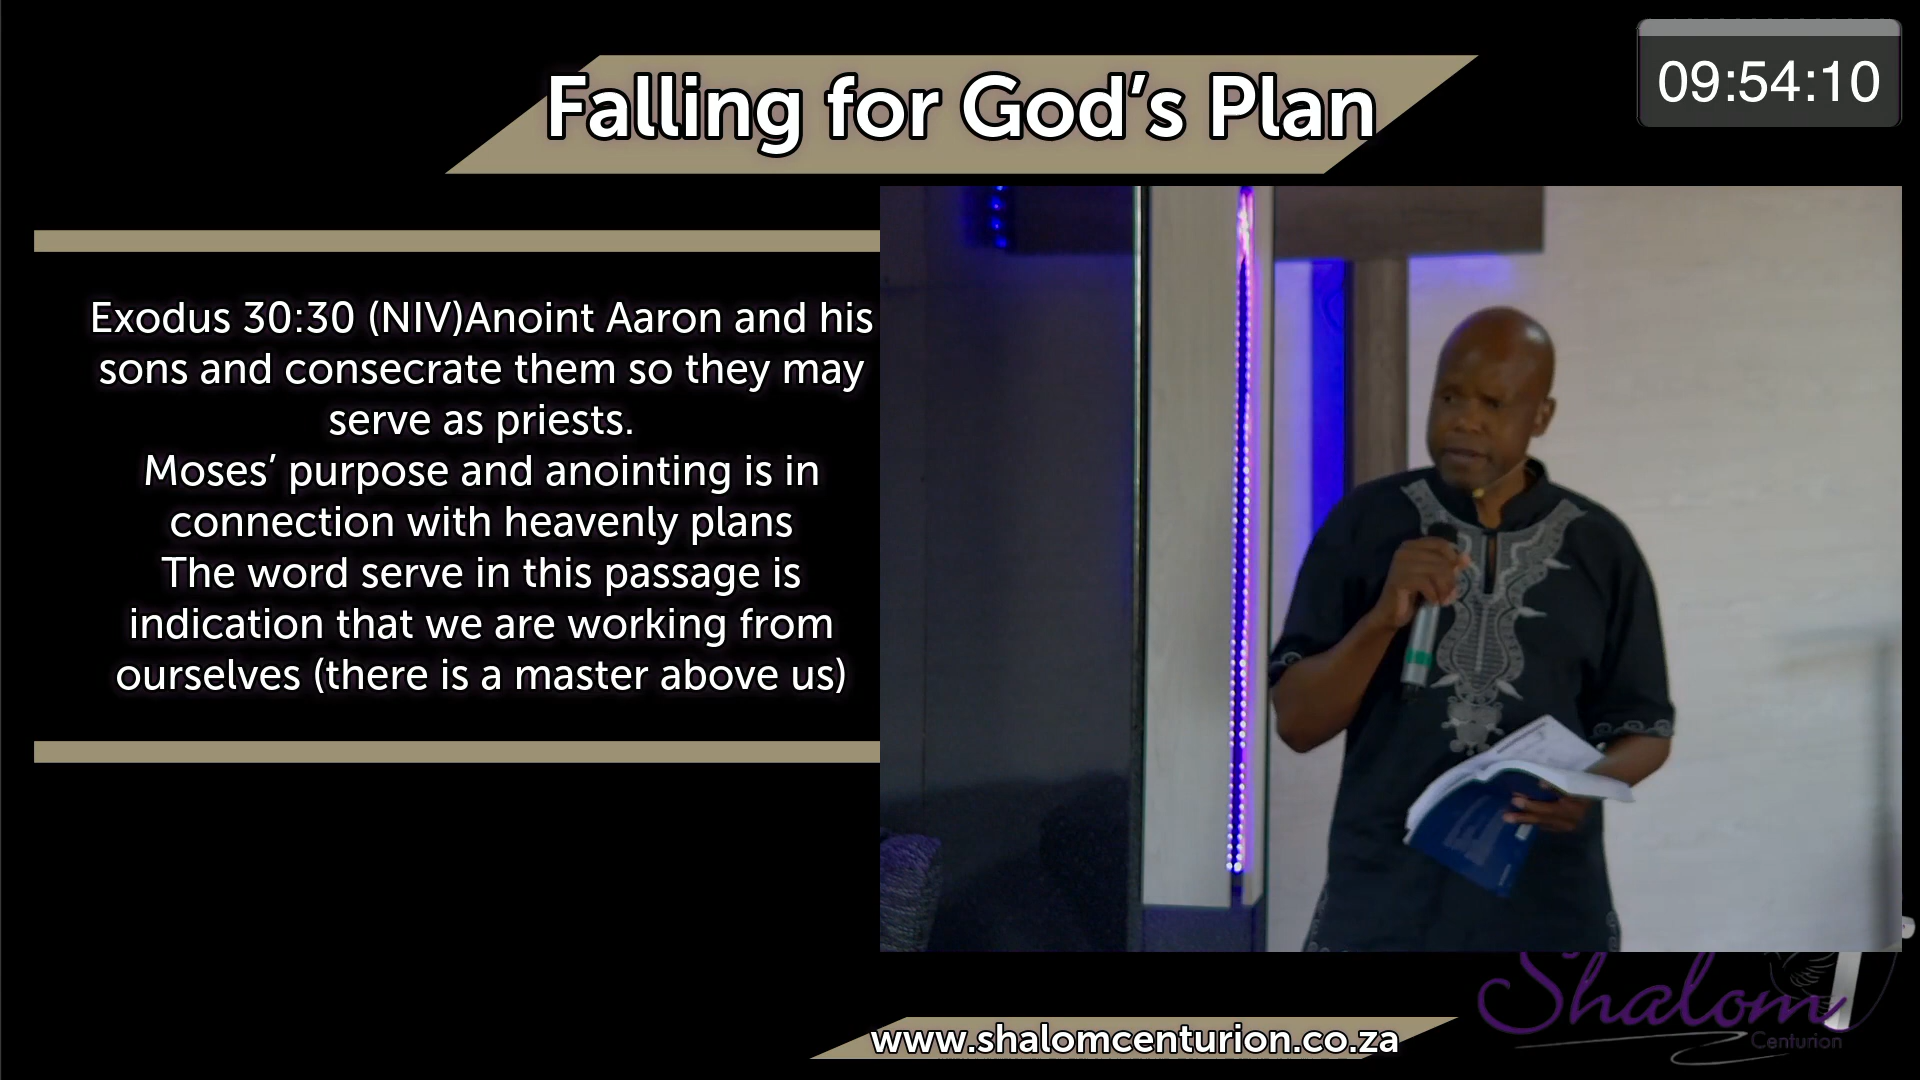 Falling for God's Plan
09:54:10
Exodus 30:30 (NIV)Anoint Aaron and his
sons and consecrate them so they may
serve as priests.
Moses' purpose and anointing is in
connection with heavenly plans
The word serve in this passage is
indication that we are working from
ourselves (there is a master above us)
www.shalomcenturion.co.za
Shalom
Centurion